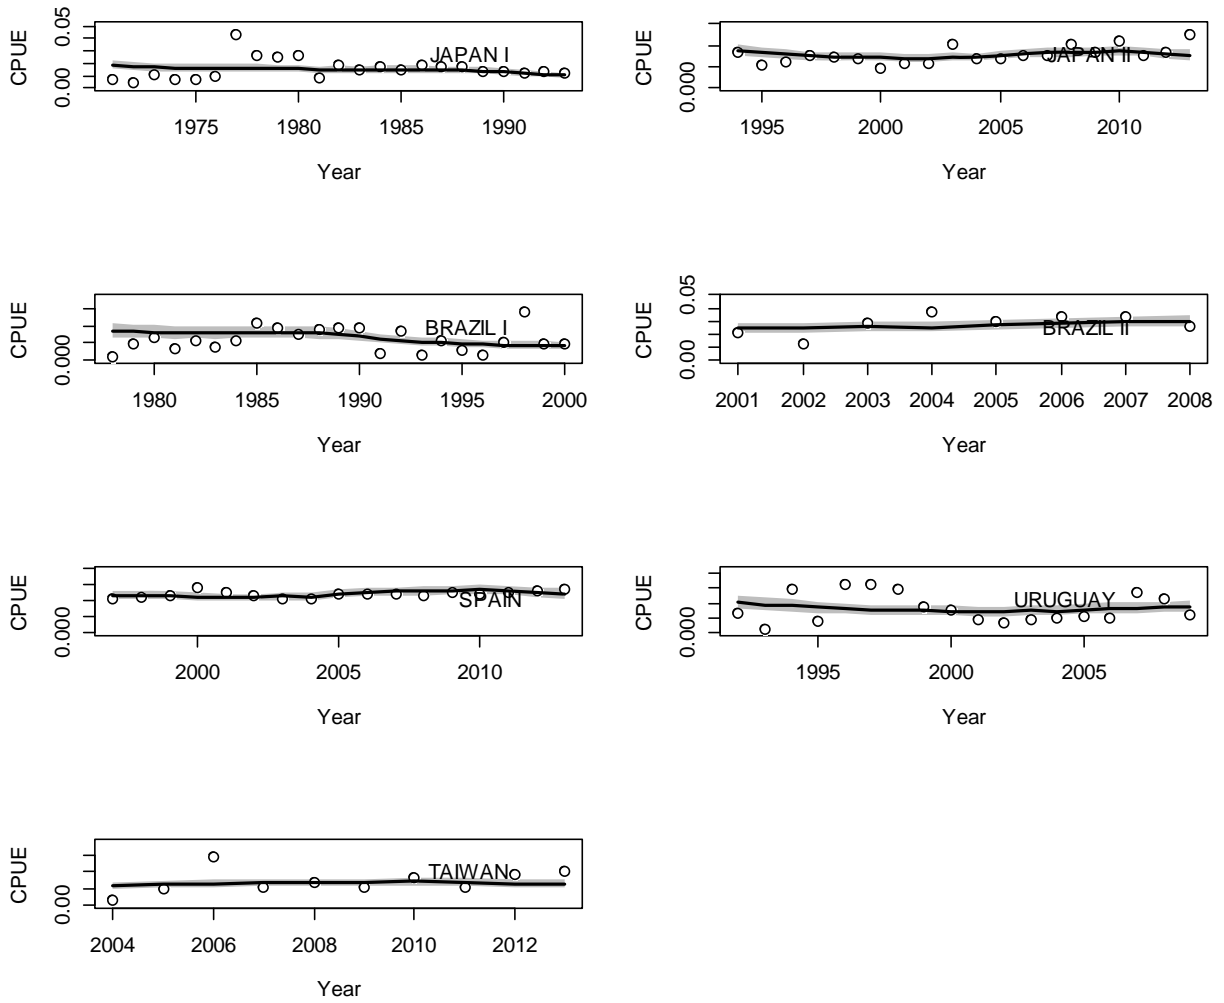 CPUE
0.05
0.000
JAPAN I
1975 1980 1985 1990
Year
CPUE
0.000
JAPAN II
1995 2000 2005 2010
Year
CPUE
0.000
BRAZIL I
1980 1985 1990 1995 2000
Year
CPUE
0.05
0.00
BRAZIL II
2001 2002 2003 2004 2005 2006 2007 2008
Year
CPUE
0.000
SPAIN
2000 2005 2010
Year
CPUE
0.000
URUGUAY
1995 2000 2005
Year
CPUE
0.00
TAIWAN
2004 2006 2008 2010 2012
Year